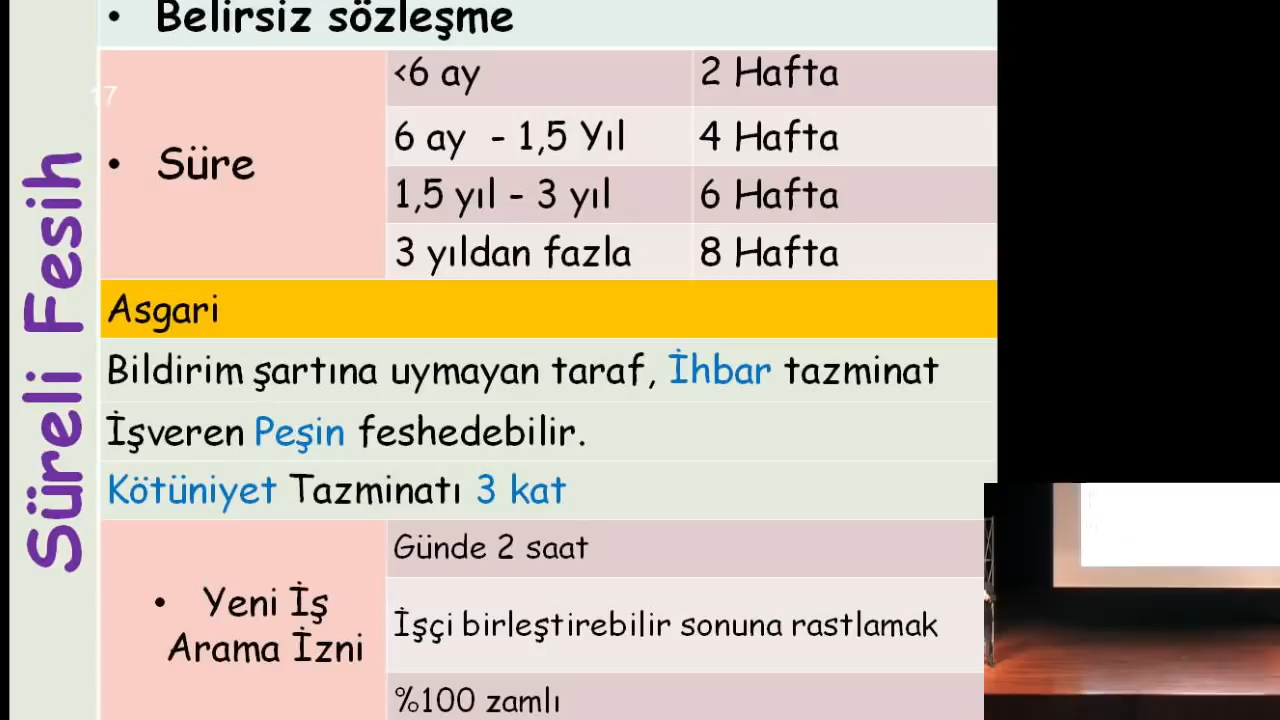 Süreli Fesih
• Belirsiz sözleşme
17
• Süre
<6 ay 2 Hafta
6 ay - 1,5 Yıl 4 Hafta
1,5 yıl - 3 yıl 6 Hafta
3 yıldan fazla 8 Hafta
Asgari
Bildirim şartına uymayan taraf, İhbar tazminat
İşveren Peşin feshedebilir.
Kötüniyet Tazminatı 3 kat
• Yeni İş
Arama İzni
Günde 2 saat
İşçi birleştirebilir sonuna rastlamak
%100 zamlı